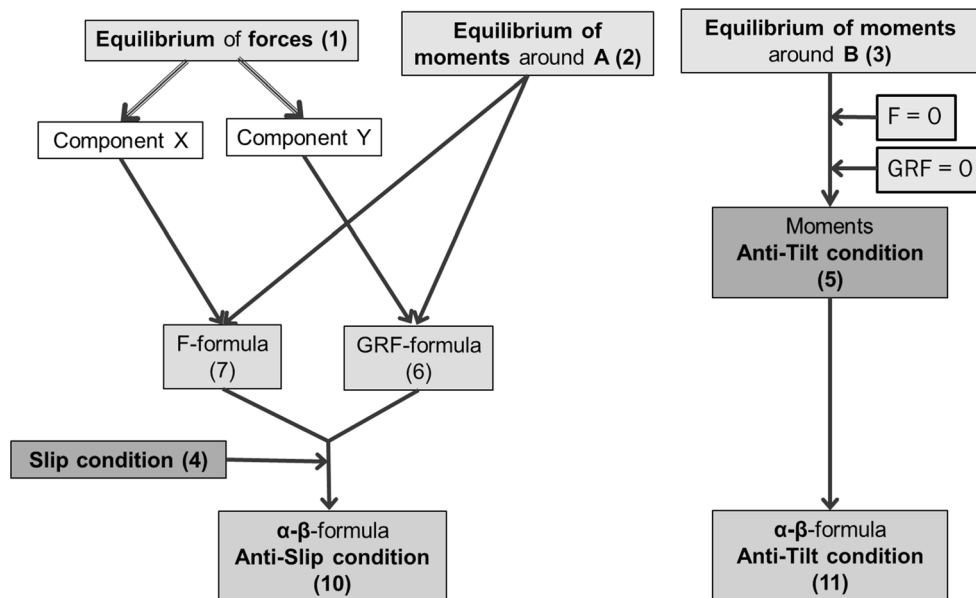 Equilibrium of forces (1)
Equilibrium of
moments around A (2)
Equilibrium of moments
around B (3)
Component X
Component Y
F = 0
GRF = 0
Moments
Anti-Tilt condition
(5)
F-formula
(7)
GRF-formula
(6)
Slip condition (4)
α-β-formula
Anti-Slip condition
(10)
α-β-formula
Anti-Tilt condition
(11)